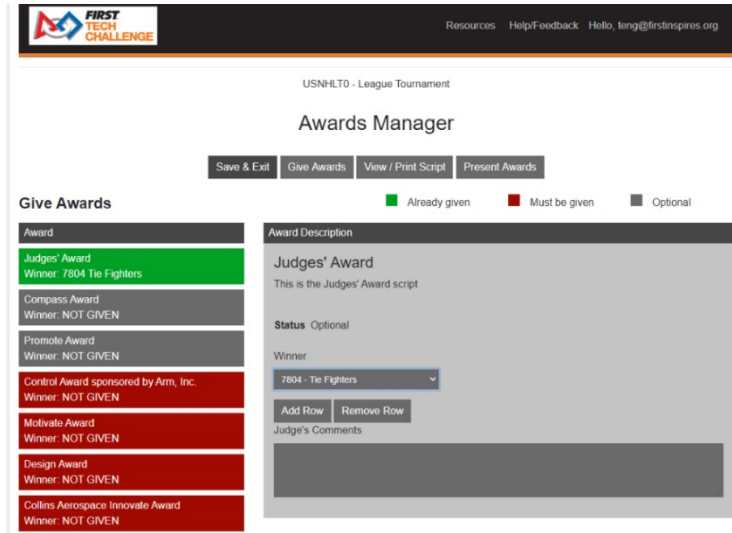 FIRST
TECH
CHALLENGE
Resources Help/Feedback Hello, teng@firstinspires.org
USNHLT0 - League Tournament
Awards Manager
Save & Exit Give Awards View / Print Script Present Awards
Give Awards
Already given Must be given Optional
Award
Judges' Award
Winner: 7804 Tie Fighters
Compass Award
Winner: NOT GIVEN
Promote Award
Winner: NOT GIVEN
Control Award sponsored by Arm, Inc.
Winner: NOT GIVEN
Motivate Award
Winner: NOT GIVEN
Design Award
Winner: NOT GIVEN
Collins Aerospace Innovate Award
Winner: NOT GIVEN
Award Description
Judges' Award
This is the Judges' Award script
Status Optional
Winner
7804 - Tie Fighters
Add Row Remove Row
Judge's Comments